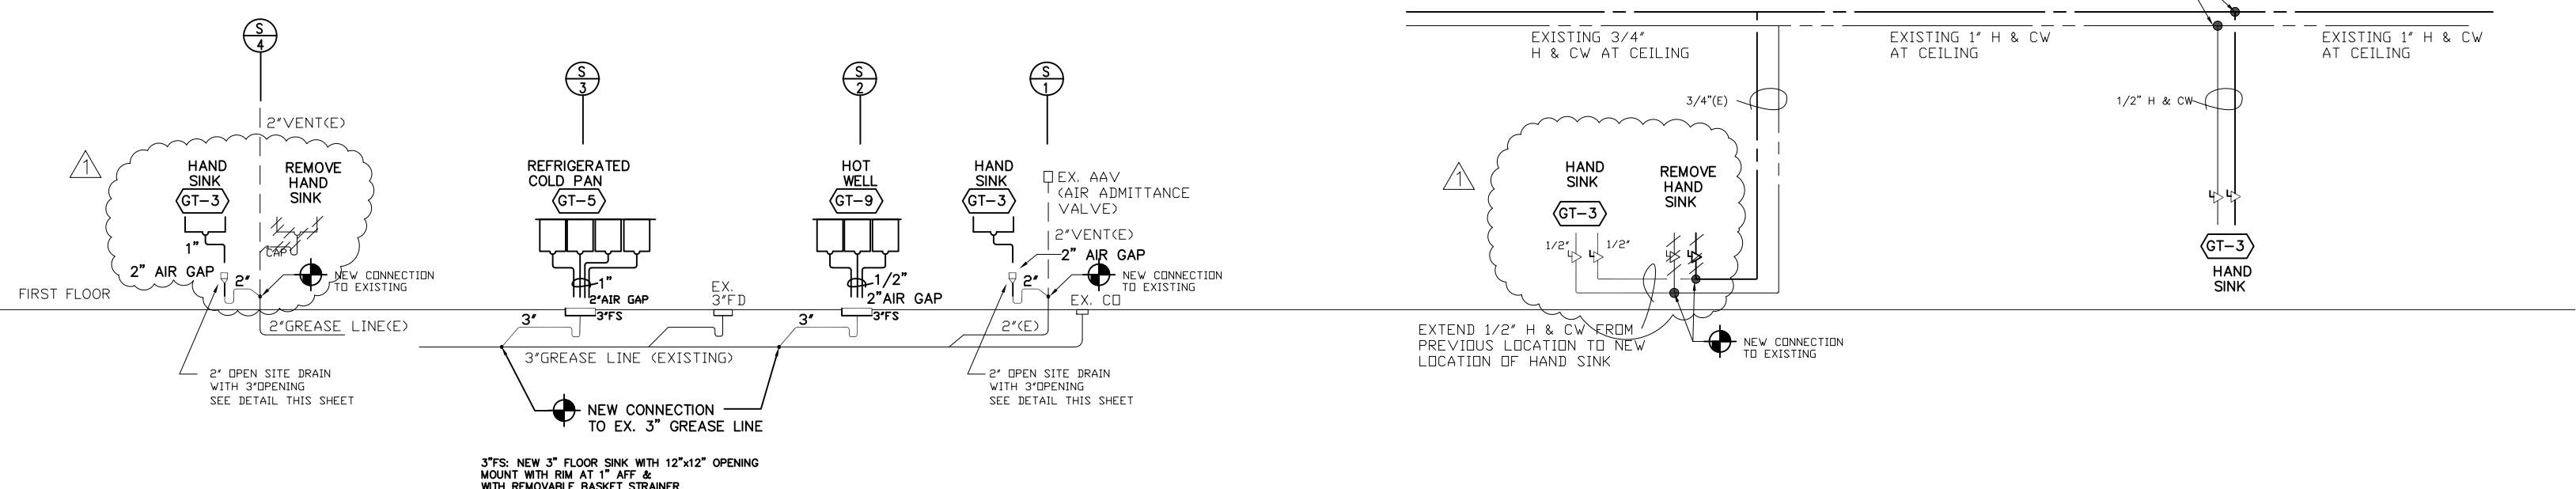 S
4
2"VENT(E)
1
HAND
SINK
GT-3
REMOVE
HAND
SINK
1"
CAP
2" AIR GAP
2"
NEW CONNECTION
TO EXISTING
FIRST FLOOR
2"GREASE LINE(E)
2" OPEN SITE DRAIN
WITH 3"OPENING
SEE DETAIL THIS SHEET
S
3
REFRIGERATED
COLD PAN
GT-5
1"
2"AIR GAP
3"FS
3"
EX.
3"FD
3"GREASE LINE (EXISTING)
NEW CONNECTION
TO EX. 3" GREASE LINE
3"FS: NEW 3" FLOOR SINK WITH 12"x12" OPENING
MOUNT WITH RIM AT 1" AFF &
WITH REMOVABLE BASKET STRAINER
S
2
HOT
WELL
GT-9
1/2"
2"AIR GAP
3"FS
3"
S
1
HAND
SINK
GT-3
EX. AAV
(AIR ADMITTANCE
VALVE)
2"VENT(E)
2" AIR GAP
2"
NEW CONNECTION
TO EXISTING
EX. CO
2"(E)
2" OPEN SITE DRAIN
WITH 3"OPENING
SEE DETAIL THIS SHEET
EXISTING 3/4"
H & CW AT CEILING
EXISTING 1" H & CW
AT CEILING
EXISTING 1" H & CW
AT CEILING
3/4"(E)
1/2" H & CW
1
HAND
SINK
GT-3
REMOVE
HAND
SINK
1/2"
1/2"
EXTEND 1/2" H & CW FROM
PREVIOUS LOCATION TO NEW
LOCATION OF HAND SINK
NEW CONNECTION
TO EXISTING
GT-3
HAND
SINK